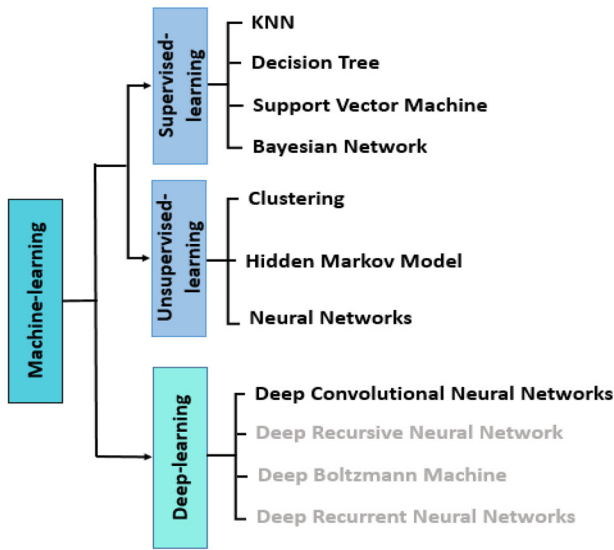 Machine-learning
Supervised-
learning
KNN
Decision Tree
Support Vector Machine
Bayesian Network
Unsupervised-
learning
Clustering
Hidden Markov Model
Neural Networks
Deep-learning
Deep Convolutional Neural Networks
Deep Recursive Neural Network
Deep Boltzmann Machine
Deep Recurrent Neural Networks